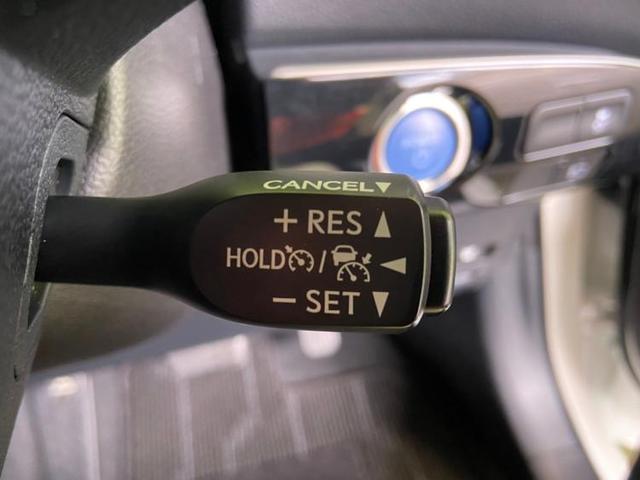 CANCEL▼
+ RES ▲
HOLD / ◀
− SET ▼